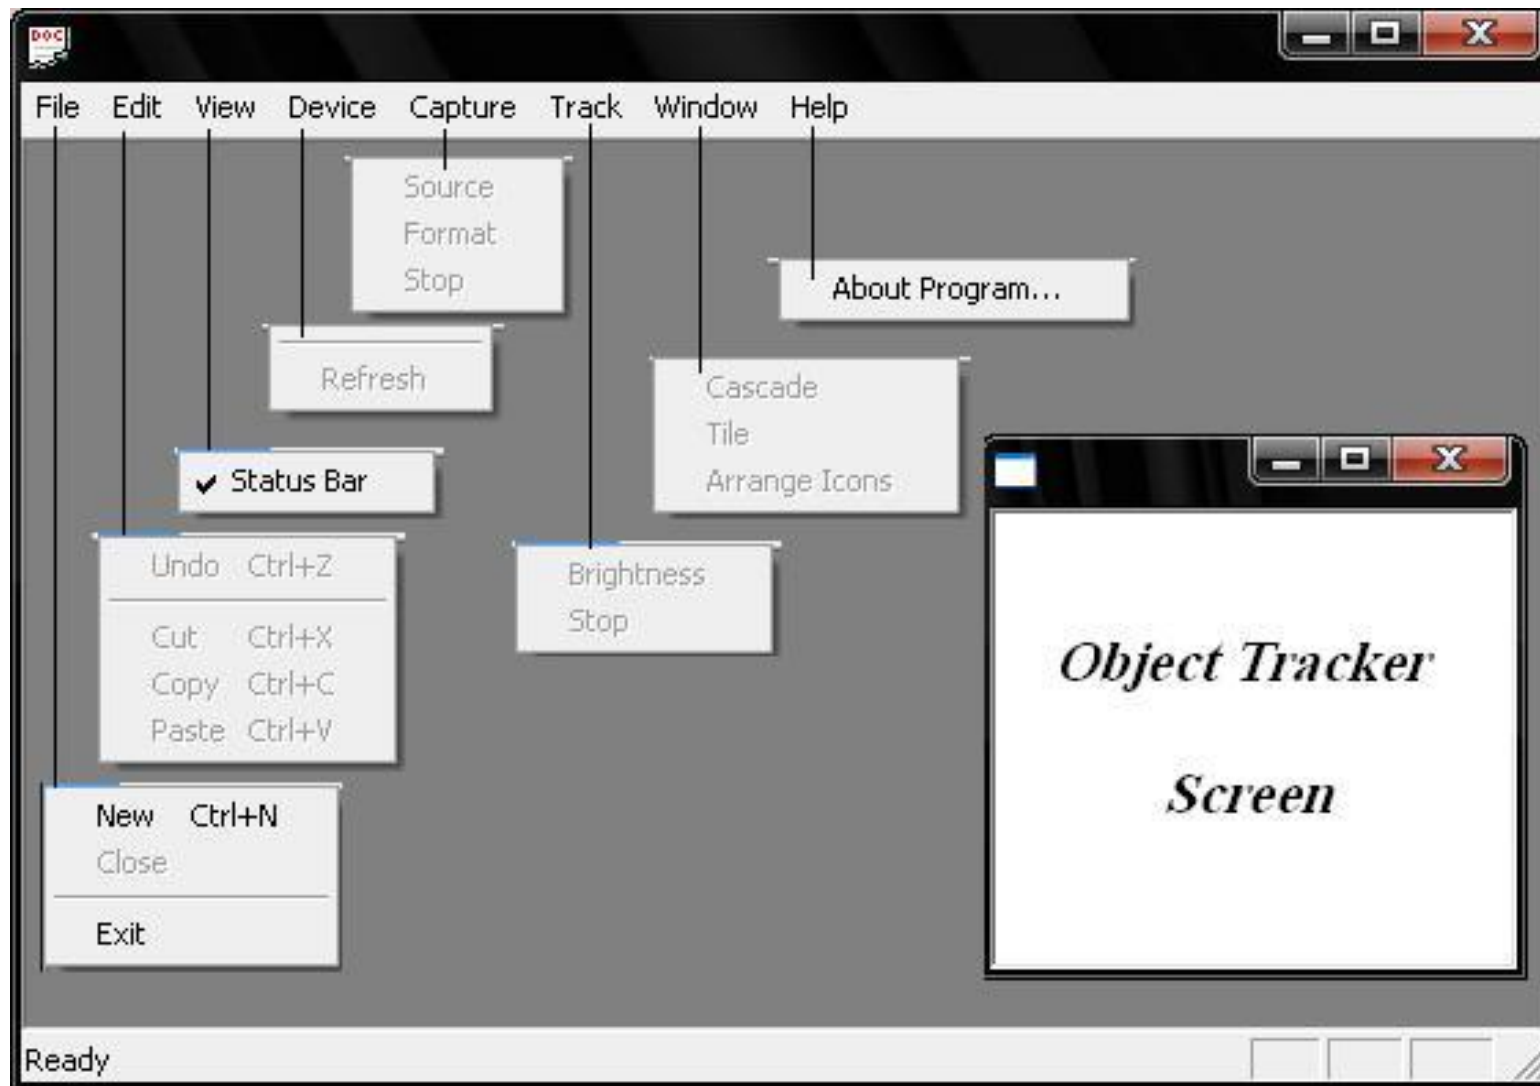 DOC
File Edit View Device Capture Track Window Help
Source
Format
Stop
About Program...
Refresh
Cascade
Tile
Arrange Icons
Status Bar
Undo Ctrl+Z
Cut Ctrl+X
Copy Ctrl+C
Paste Ctrl+V
Brightness
Stop
Object Tracker
Screen
New Ctrl+N
Close
Exit
Ready